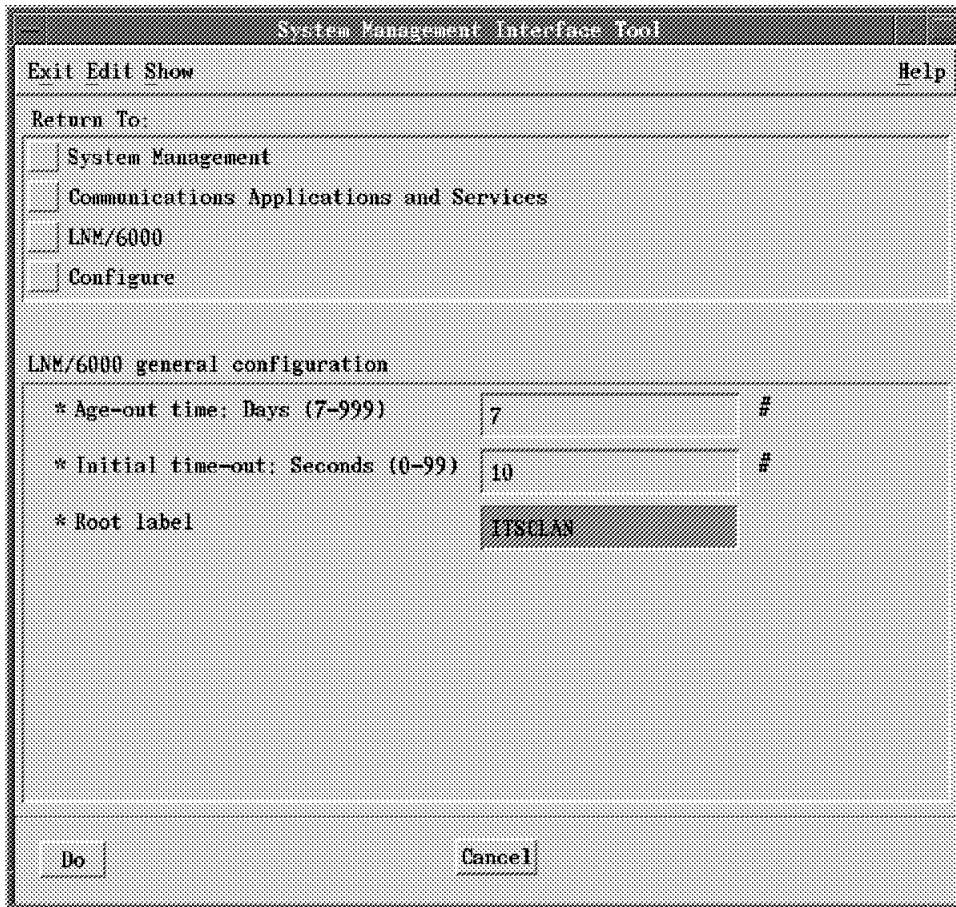 System Management Interface Tool
Exit Edit Show Help
Return To:
System Management
Communications Applications and Services
LNM/6000
Configure
LNM/6000 general configuration
* Age-out time: Days (7-999) 7 #
* Initial time-out: Seconds (0-99) 10 #
* Root label ITSCLAN
Do Cancel